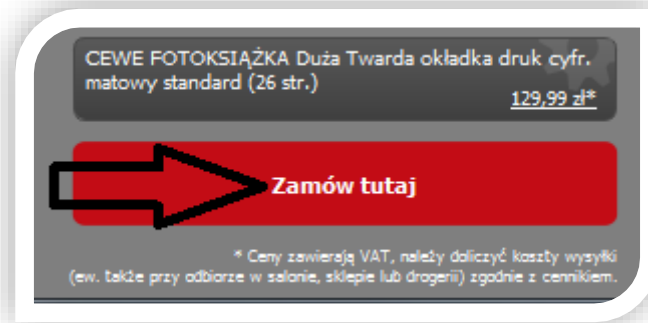 CEWE FOTOKSIĄŻKA Duża Twarda okładka druk cyfr.
matowy standard (26 str.)
129,99 zł*
Zamów tutaj
* Ceny zawierają VAT, należy doliczyć koszty wysyłki
(ew. także przy odbiorze w salonie, sklepie lub drogerii) zgodnie z cennikiem.